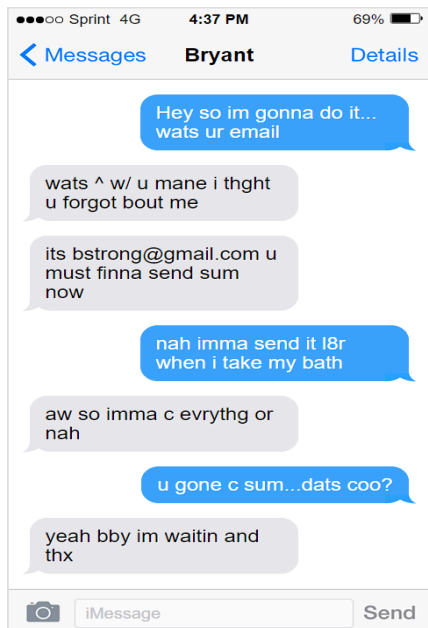 Sprint 4G 4:37 PM 69%
Messages Bryant Details
Hey so im gonna do it...
wats ur email
wats ^ w/ u mane i thght
u forgot bout me
its bstrong@gmail.com u
must finna send sum
now
nah imma send it l8r
when i take my bath
aw so imma c evrythg or
nah
u gone c sum...dats coo?
yeah bby im waitin and
thx
iMessage Send